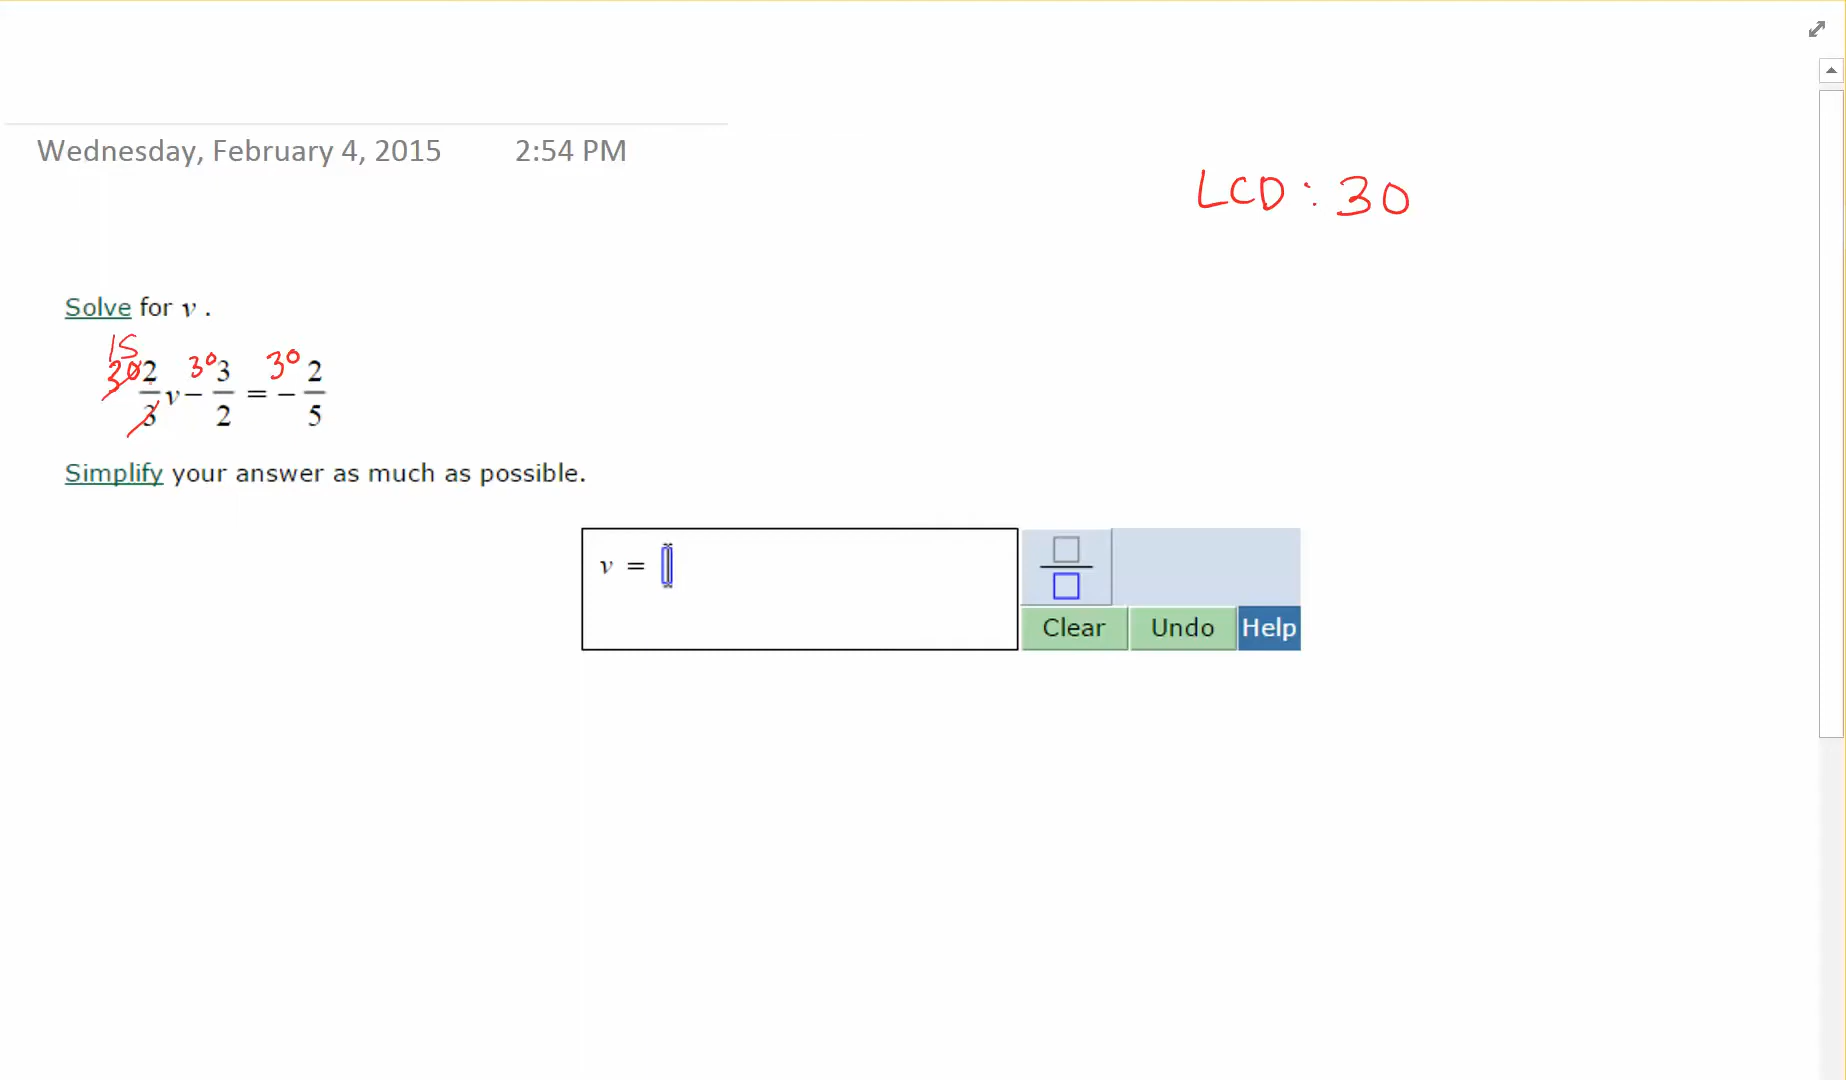 Wednesday, February 4, 2015 2:54 PM
LCD : 30
Solve for v .
15
30 2/3 v − 30 3/2 = 30 − 2/5
Simplify your answer as much as possible.
v =
Clear Undo Help